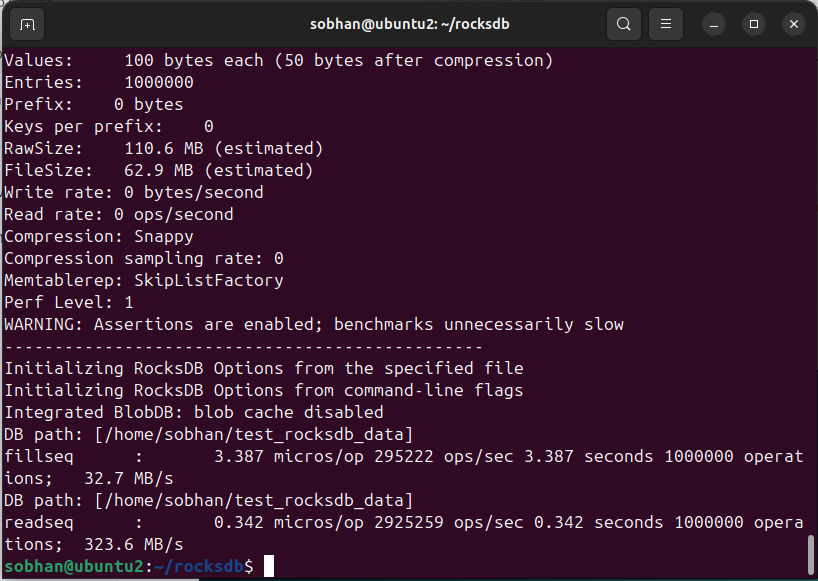 sobhan@ubuntu2: ~/rocksdb
Values:     100 bytes each (50 bytes after compression)
Entries:    1000000
Prefix:    0 bytes
Keys per prefix:    0
RawSize:    110.6 MB (estimated)
FileSize:   62.9 MB (estimated)
Write rate: 0 bytes/second
Read rate: 0 ops/second
Compression: Snappy
Compression sampling rate: 0
Memtablerep: SkipListFactory
Perf Level: 1
WARNING: Assertions are enabled; benchmarks unnecessarily slow
------------------------------------------------
Initializing RocksDB Options from the specified file
Initializing RocksDB Options from command-line flags
Integrated BlobDB: blob cache disabled
DB path: [/home/sobhan/test_rocksdb_data]
fillseq      :       3.387 micros/op 295222 ops/sec 3.387 seconds 1000000 operat
ions;   32.7 MB/s
DB path: [/home/sobhan/test_rocksdb_data]
readseq      :       0.342 micros/op 2925259 ops/sec 0.342 seconds 1000000 opera
tions;  323.6 MB/s
sobhan@ubuntu2:~/rocksdb$